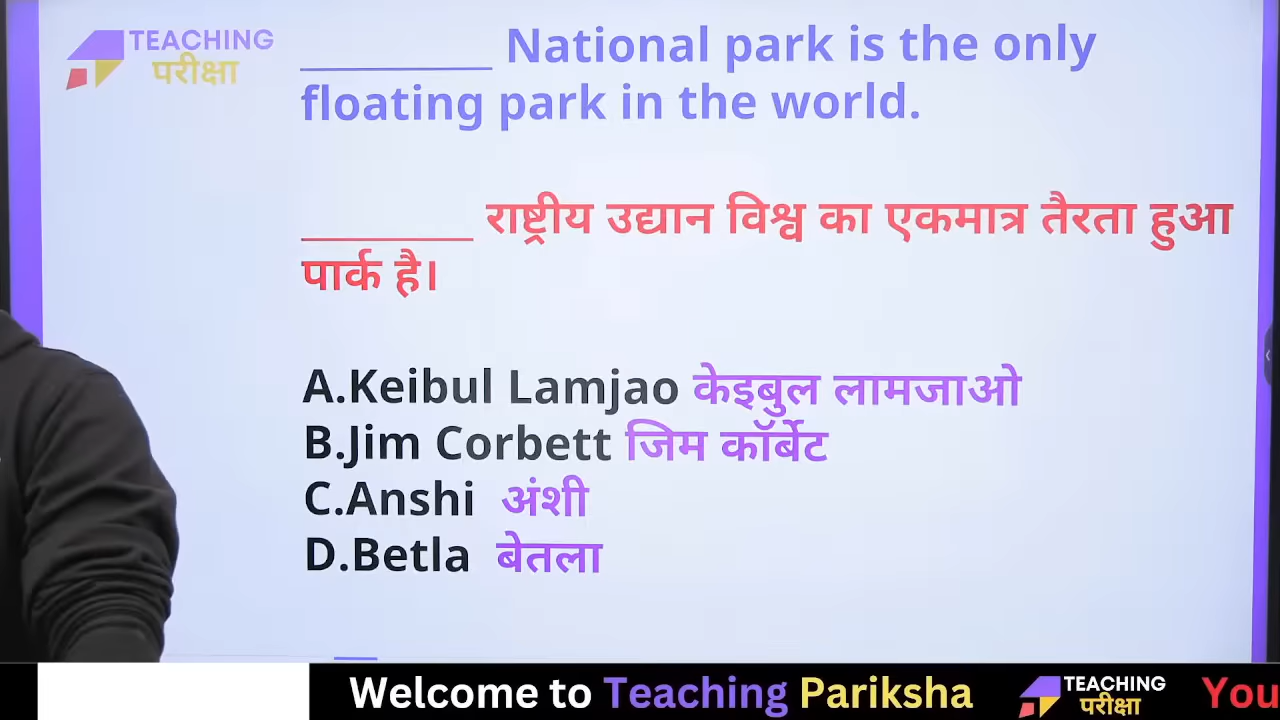 TEACHING
परीक्षा
__________ National park is the only
floating park in the world.
_________ राष्ट्रीय उद्यान विश्व का एकमात्र तैरता हुआ
पार्क है।
A.Keibul Lamjao केइबुल लामजाओ
B.Jim Corbett जिम कॉर्बेट
C.Anshi अंशी
D.Betla बेतला
Welcome to Teaching Pariksha TEACHING परीक्षा You